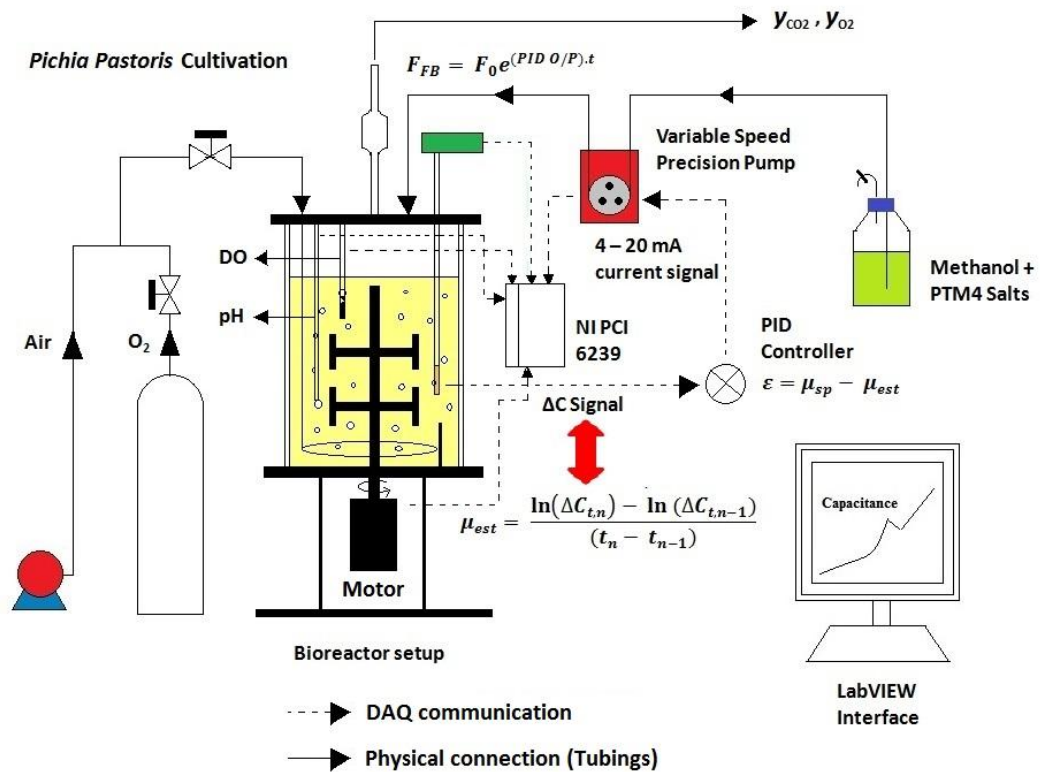 y_CO2 , y_O2
Pichia Pastoris Cultivation
F_FB = F_0 e^(PID O/P).t
Variable Speed
Precision Pump
DO
4 – 20 mA
current signal
Methanol +
PTM4 Salts
pH
NI PCI
6239
PID
Controller
Air
O₂
ε = μ_sp − μ_est
ΔC Signal
μ_est = ln(ΔC_t,n) − ln (ΔC_t,n−1)
(t_n − t_n−1)
Capacitance
Motor
Bioreactor setup
LabVIEW
Interface
DAQ communication
Physical connection (Tubings)